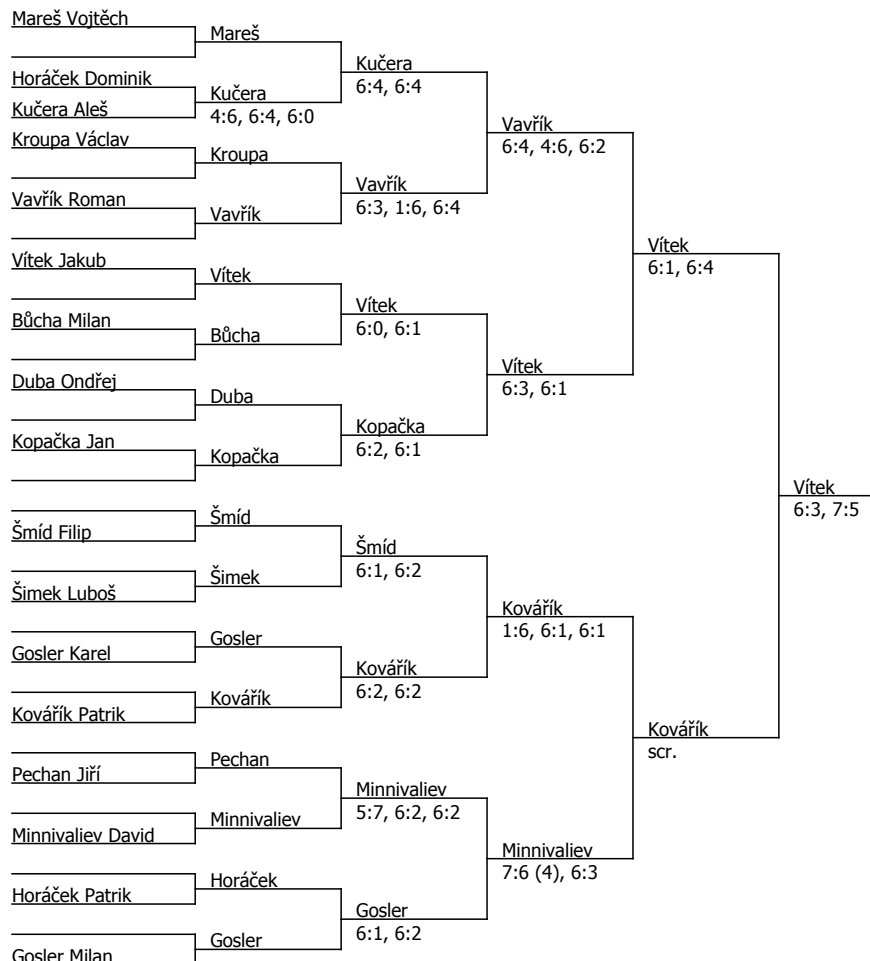 Mareš Vojtěch
Mareš
Horáček Dominik
Kučera Aleš
Kučera
4:6, 6:4, 6:0
Kučera
6:4, 6:4
Kroupa Václav
Kroupa
Vavřík Roman
Vavřík
Vavřík
6:3, 1:6, 6:4
Vavřík
6:4, 4:6, 6:2
Vítek Jakub
Vítek
Bůcha Milan
Bůcha
Vítek
6:0, 6:1
Duba Ondřej
Duba
Kopačka Jan
Kopačka
Kopačka
6:2, 6:1
Vítek
6:3, 6:1
Vítek
6:1, 6:4
Šmíd Filip
Šmíd
Šimek Luboš
Šimek
Šmíd
6:1, 6:2
Gosler Karel
Gosler
Kovářík Patrik
Kovářík
Kovářík
6:2, 6:2
Kovářík
1:6, 6:1, 6:1
Pechan Jiří
Pechan
Minnivaliev David
Minnivaliev
Minnivaliev
5:7, 6:2, 6:2
Horáček Patrik
Horáček
Gosler Milan
Gosler
Gosler
6:1, 6:2
Minnivaliev
7:6 (4), 6:3
Kovářík
scr.
Vítek
6:3, 7:5